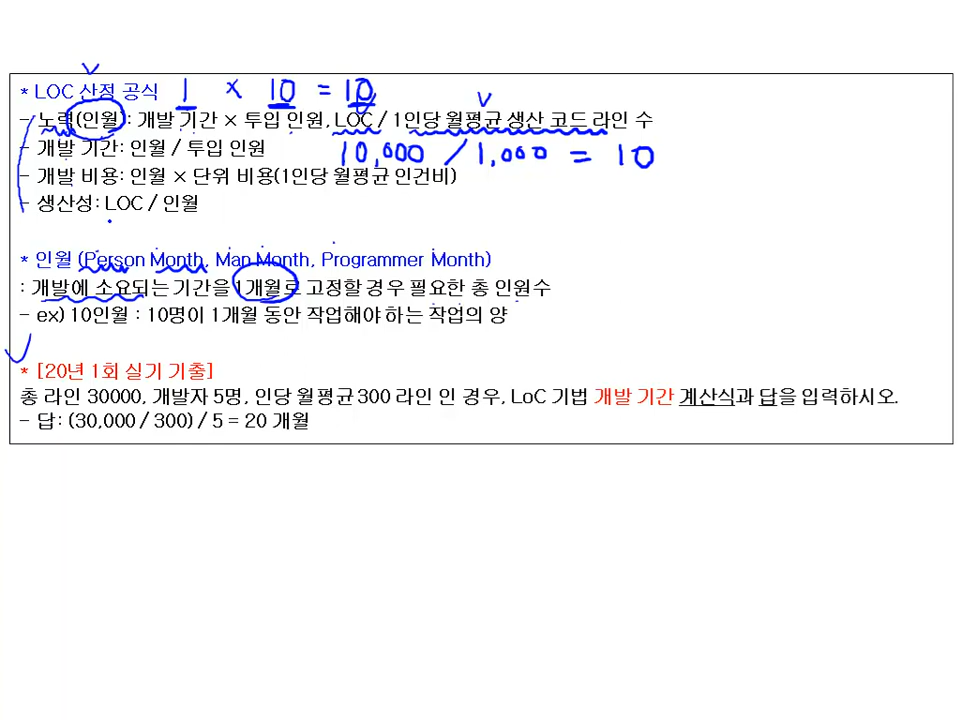 * LOC 산정 공식 1 × 10 = 10
- 노력(인월) : 개발 기간 × 투입 인원, LOC / 1인당 월평균 생산 코드 라인 수
- 개발 기간: 인월 / 투입 인원 10,000 / 1,000 = 10
- 개발 비용: 인월 × 단위 비용(1인당 월평균 인건비)
- 생산성: LOC / 인월
* 인월 (Person Month, Man Month, Programmer Month)
: 개발에 소요되는 기간을 1개월로 고정할 경우 필요한 총 인원수
- ex) 10인월 : 10명이 1개월 동안 작업해야 하는 작업의 양
* [20년 1회 실기 기출]
총 라인 30000, 개발자 5명, 인당 월평균 300 라인 인 경우, LoC 기법 개발 기간 계산식과 답을 입력하시오.
- 답: (30,000 / 300) / 5 = 20 개월